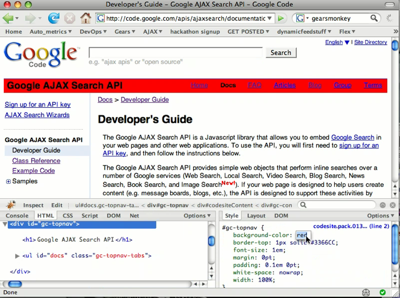 Developer's Guide - Google AJAX Search API - Google Code
http://code.google.com/apis/ajaxsearch/documentatic
gearsmonkey
Home Auto_metrics DevOps Gears AJAX hackathon signup GET POST dynamicfeedstuff Free
English | Site Directory
Google
Code
Search
e.g. "ajax apis" or "open source"
Google AJAX Search API
Home Docs FAQ Articles Blog Group Terms
Sign up for an API key
AJAX Search Wizards
Google AJAX Search API
Developer Guide
Class Reference
Example Code
Samples
Docs > Developer Guide
Developer's Guide
The Google AJAX Search API is a Javascript library that allows you to embed Google Search in
your web pages and other web applications. To use the API, you will first need to sign up for
an API key, and then follow the instructions below.
The Google AJAX Search API provides simple web objects that perform inline searches over a
number of Google services (Web Search, Local Search, Video Search, Blog Search, News
Search, Book Search, and Image Search New!). If your web page is designed to help users create
content (e.g. message boards, blogs, etc.), the API is designed to support these activities by
Inspect Edit ul#docs.gc-topn... < div#gc-topnav < div#codesiteContent < div#gc-c
Console HTML CSS Script DOM Net
Style Layout DOM Options
<div id="gc-topnav">
<h1>Google AJAX Search API</h1>
<ul id="docs" class="gc-topnav-tabs">
</div>
#gc-topnav { codesite.pack.013... (line 2)
background-color: red
border-top: 1px solid #3366CC;
font-size: 1em;
margin: 0pt;
padding: 0.1em 0pt;
white-space: nowrap;
width: 100%;
Done